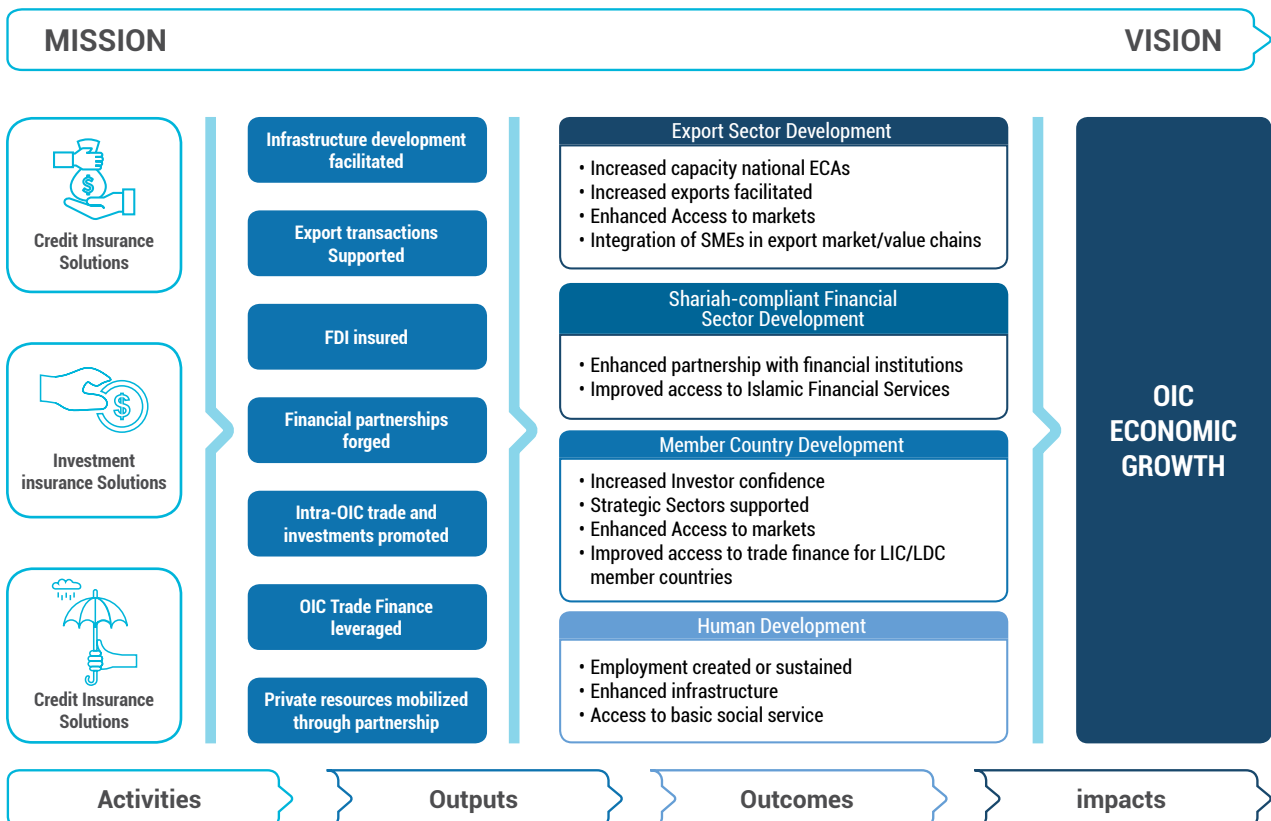 MISSION
VISION
Credit Insurance
Solutions
Investment
insurance Solutions
Credit Insurance
Solutions
Infrastructure development
facilitated
Export transactions
Supported
FDI insured
Financial partnerships
forged
Intra-OIC trade and
investments promoted
OIC Trade Finance
leveraged
Private resources mobilized
through partnership
Export Sector Development
• Increased capacity national ECAs
• Increased exports facilitated
• Enhanced Access to markets
• Integration of SMEs in export market/value chains
Shariah-compliant Financial
Sector Development
• Enhanced partnership with financial institutions
• Improved access to Islamic Financial Services
Member Country Development
• Increased Investor confidence
• Strategic Sectors supported
• Enhanced Access to markets
• Improved access to trade finance for LIC/LDC
member countries
Human Development
• Employment created or sustained
• Enhanced infrastructure
• Access to basic social service
OIC
ECONOMIC
GROWTH
Activities
Outputs
Outcomes
impacts